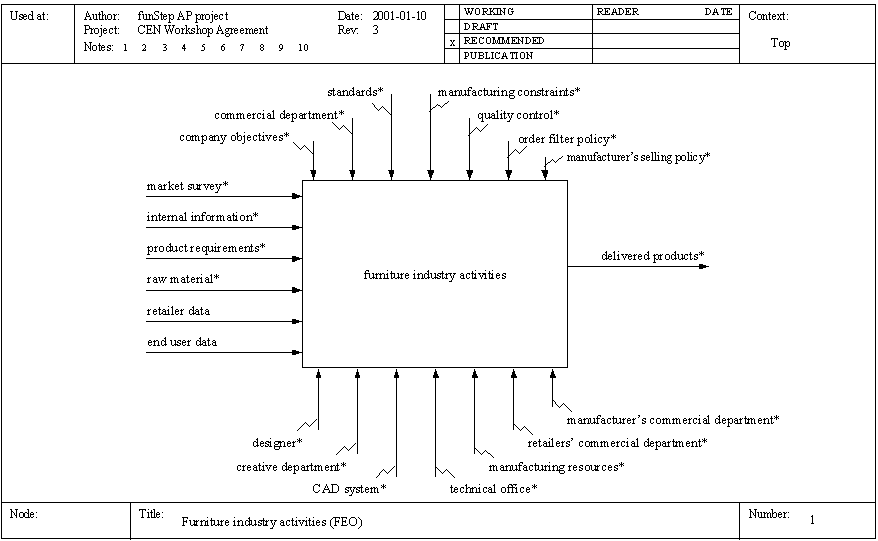 Used at:
Author: funStep AP project
Date: 2001-01-10
Project: CEN Workshop Agreement
Rev: 3
Notes: 1 2 3 4 5 6 7 8 9 10
WORKING
READER DATE
DRAFT
x RECOMMENDED
PUBLICATION
Context:
Top
standards*
manufacturing constraints*
commercial department*
quality control*
company objectives*
order filter policy*
manufacturer's selling policy*
market survey*
internal information*
product requirements*
raw material*
retailer data
end user data
furniture industry activities
delivered products*
manufacturer's commercial department*
designer*
retailers' commercial department*
creative department*
manufacturing resources*
CAD system*
technical office*
Node:
Title: Furniture industry activities (FEO)
Number: 1